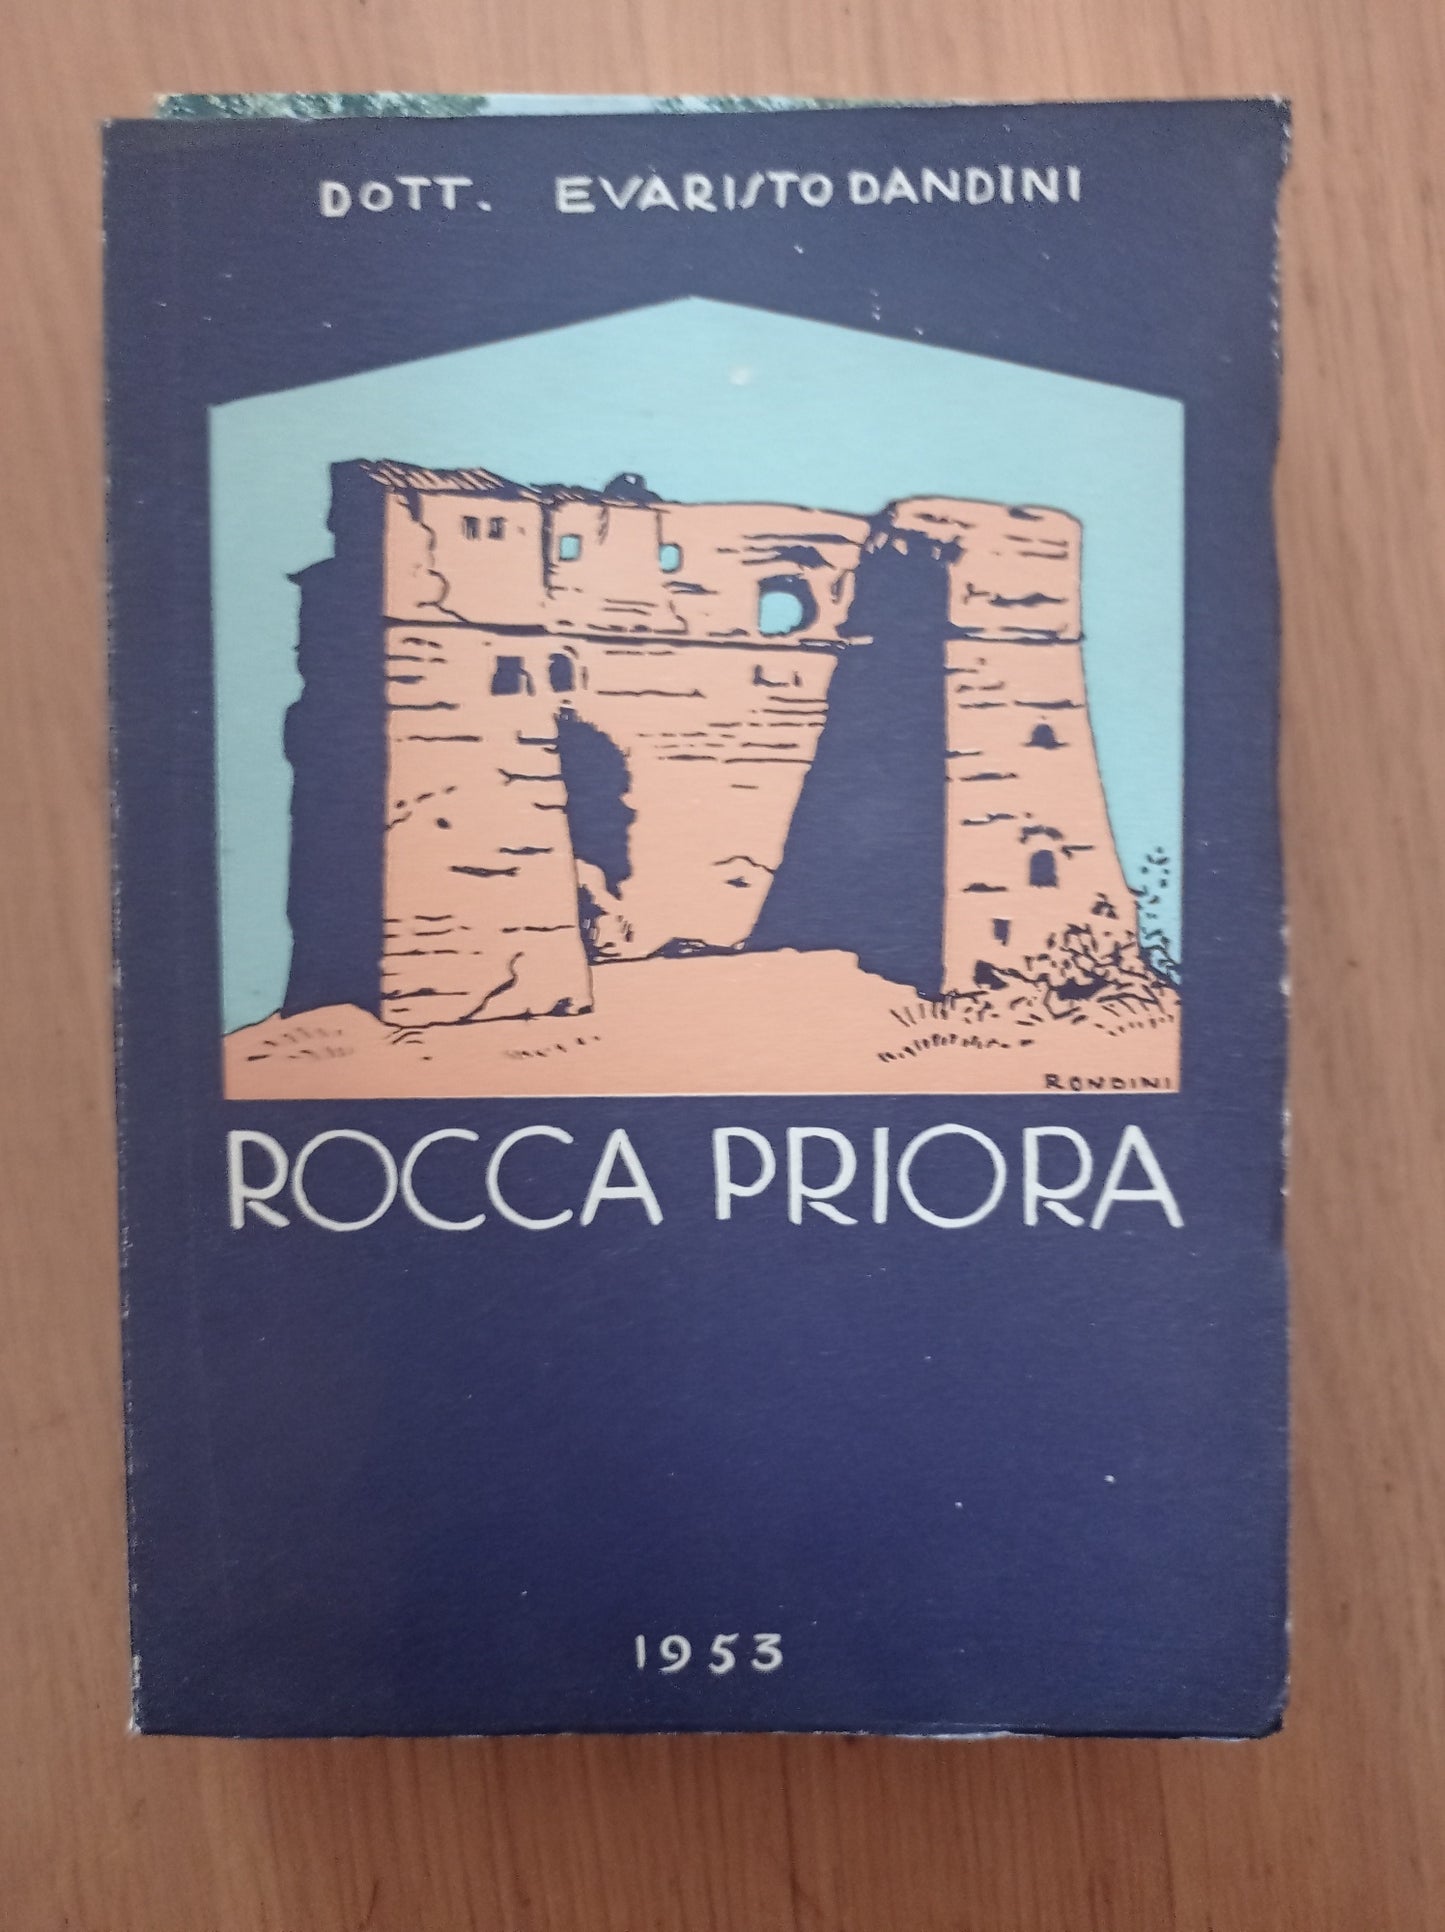 DOTT. EVARISTO DANDINI
RONDINI
ROCCA PRIORA
1953